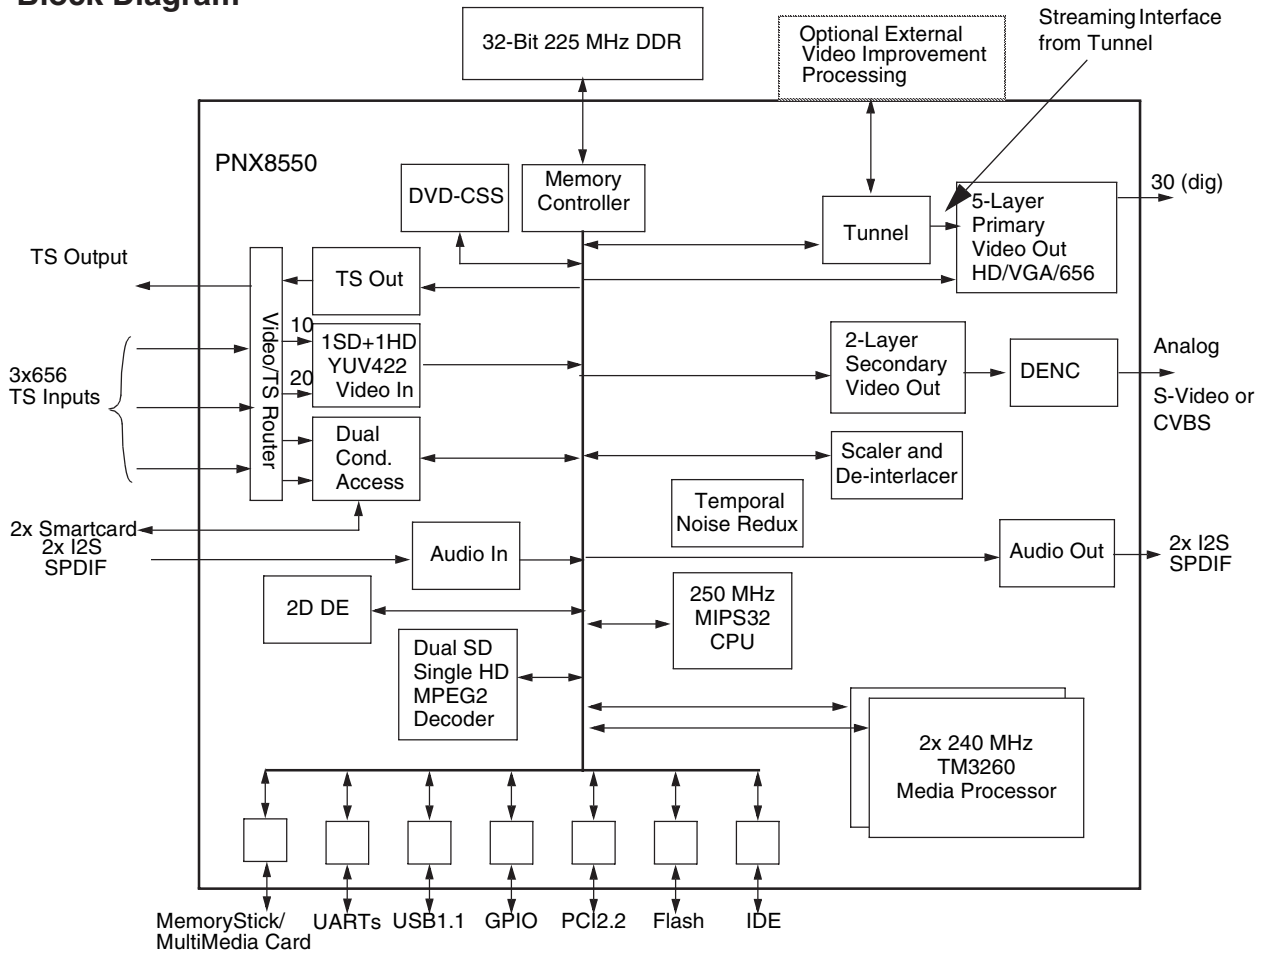 Block Diagram
32-Bit 225 MHz DDR
Optional External
Video Improvement
Processing
Streaming Interface
from Tunnel
PNX8550
DVD-CSS
Memory
Controller
Tunnel
5-Layer
Primary
Video Out
HD/VGA/656
30 (dig)
TS Output
TS Out
Video/TS Router
10
20
1SD+1HD
YUV422
Video In
3x656
TS Inputs
2-Layer
Secondary
Video Out
DENC
Analog
S-Video or
CVBS
Dual
Cond.
Access
Scaler and
De-interlacer
Temporal
Noise Redux
2x Smartcard
2x I2S
SPDIF
Audio In
Audio Out
2x I2S
SPDIF
2D DE
250 MHz
MIPS32
CPU
Dual SD
Single HD
MPEG2
Decoder
2x 240 MHz
TM3260
Media Processor
MemoryStick/
MultiMedia Card
UARTs
USB1.1
GPIO
PCI2.2
Flash
IDE